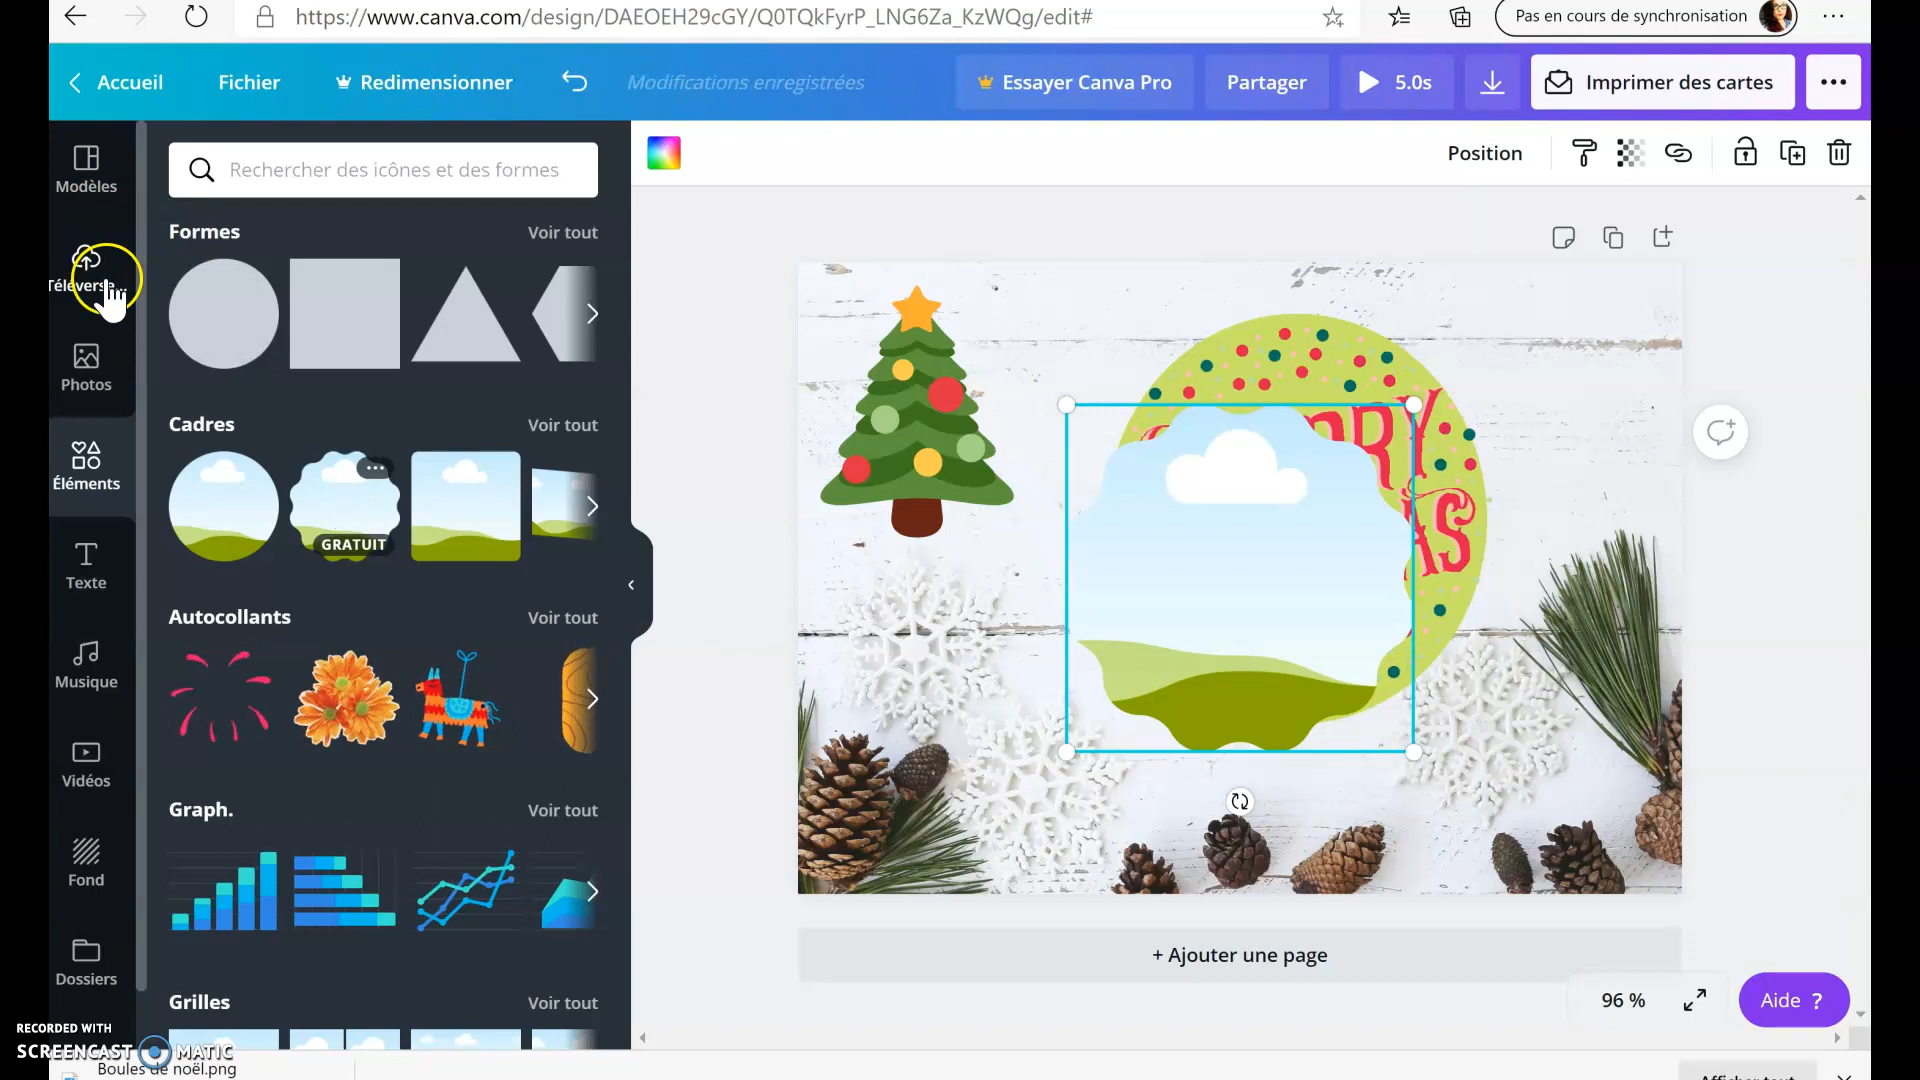 https://www.canva.com/design/DAEOEH29cGY/Q0TQkFyrP_LNG6Za_KzWQg/edit#
Pas en cours de synchronisation
Accueil
Fichier
Redimensionner
Modifications enregistrées
Essayer Canva Pro
Partager
5.0s
Imprimer des cartes
Modèles
Téléverse...
Photos
Éléments
Texte
Musique
Vidéos
Fond
Dossiers
Rechercher des icônes et des formes
Formes
Voir tout
Cadres
Voir tout
GRATUIT
Autocollants
Voir tout
Graph.
Voir tout
Grilles
Voir tout
Position
+ Ajouter une page
96 %
Aide ?
RECORDED WITH
SCREENCAST MATIC
Boules de noël.png